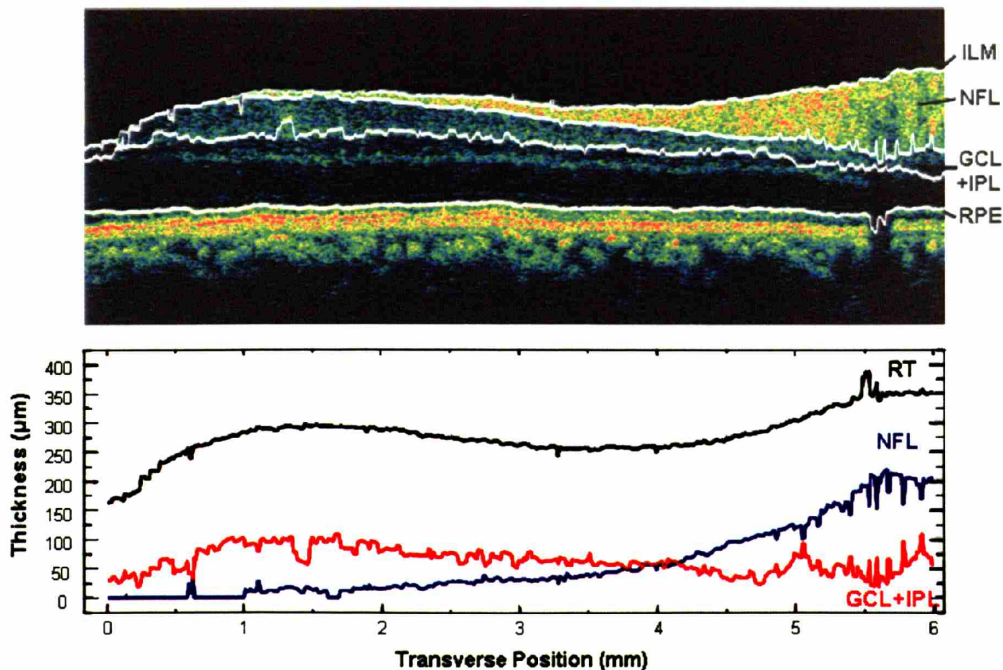 ILM
NFL
GCL
+IPL
RPE
400
350
300
250
200
150
100
50
0
Thickness (μm)
RT
NFL
GCL+IPL
0
1
2
3
4
5
6
Transverse Position (mm)